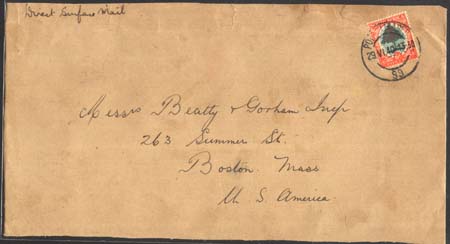 Direct Surface Mail
Messrs Beatty & Gorham Inc
263 Summer St.
Boston Mass
U S America.